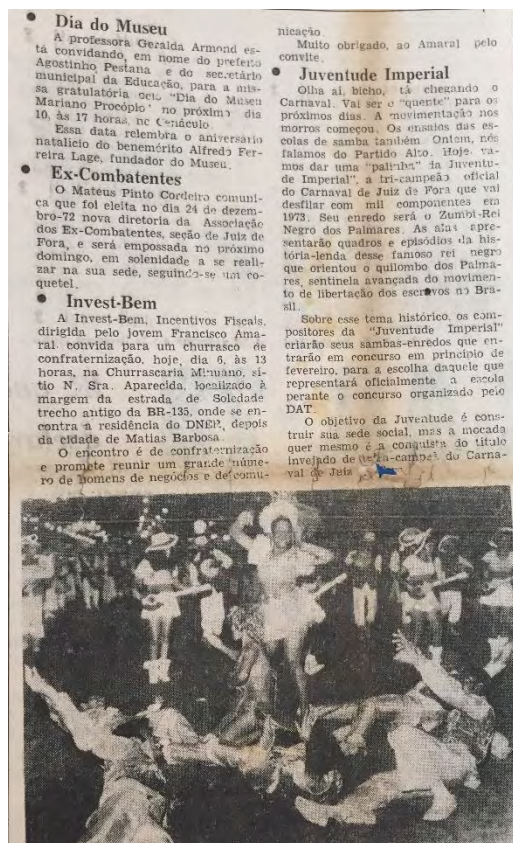 Dia do Museu
A professora Geralda Armond es-
tá convidando, em nome do prefeito
Agostinho Pestana e do secretário
municipal da Educação, para a mis-
sa gratulatória pelo "Dia do Museu
Mariano Procópio" no próximo dia
10, às 17 horas, no Cenáculo.
Essa data relembra o aniversário
natalício do benemérito Alfredo Fer-
reira Lage, fundador do Museu.
Ex-Combatentes
O Mateus Pinto Cordeiro comuni-
ca que foi eleita no dia 24 de dezem-
bro-72 nova diretoria da Associação
dos Ex-Combatentes, seção de Juiz de
Fora, e será empossada no próximo
domingo, em solenidade a se reali-
zar na sua sede, seguindo-se um co-
quetel.
Invest-Bem
A Invest-Bem, Incentivos Fiscais,
dirigida pelo jovem Francisco Ama-
ral, convida para um churrasco de
confraternização, hoje, dia 6, às 13
horas, na Churrascaria Minuano, sí-
tio N. Sra. Aparecida, localizado à
margem da estrada de Soledade
trecho antigo da BR-135, onde se en-
contra a residência do DNER, depois
da cidade de Matias Barbosa.
O encontro é de confraternização
e promete reunir um grande núme-
ro de homens de negócios e de comu-
nicação.
Muito obrigado, ao Amaral pelo
convite.
Juventude Imperial
Olha aí, bicho, tá chegando o
Carnaval. Vai ser o "quente" para os
próximos dias. A movimentação nos
morros começou. Os ensaios das es-
colas de samba também. Ontem, nós
falamos do Partido Alto. Hoje va-
mos dar uma "palinha" da Juventu-
de Imperial", a tri-campeão oficial
do Carnaval de Juiz de Fora que vai
desfilar com mil componentes em
1973. Seu enredo será o Zumbi-Rei
Negro dos Palmares. As alas apre-
sentarão quadros e episódios da his-
tória-lenda desse famoso rei negro
que orientou o quilombo dos Palma-
res, sentinela avançada do movimen-
to de libertação dos escravos no Bra-
sil.
Sobre esse tema histórico, os com-
positores da "Juventude Imperial"
criarão seus sambas-enredos que en-
trarão em concurso em princípio de
fevereiro, para a escolha daquele que
representará oficialmente a escola
perante o concurso organizado pelo
DAT.
O objetivo da Juventude é cons-
truir sua sede social, mas a moçada
quer mesmo é a conquista do título
invejado de tetra-campeã do Carna-
val de Juiz